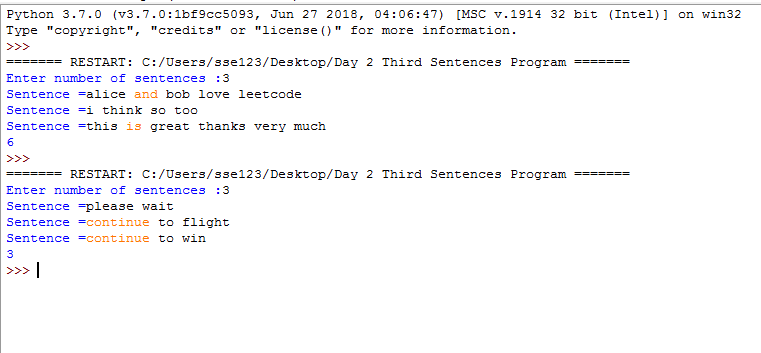 Python 3.7.0 (v3.7.0:1bf9cc5093, Jun 27 2018, 04:06:47) [MSC v.1914 32 bit (Intel)] on win32
Type "copyright", "credits" or "license()" for more information.
>>>
======= RESTART: C:/Users/sse123/Desktop/Day 2 Third Sentences Program =======
Enter number of sentences :3
Sentence =alice and bob love leetcode
Sentence =i think so too
Sentence =this is great thanks very much
6
>>>
======= RESTART: C:/Users/sse123/Desktop/Day 2 Third Sentences Program =======
Enter number of sentences :3
Sentence =please wait
Sentence =continue to flight
Sentence =continue to win
3
>>>